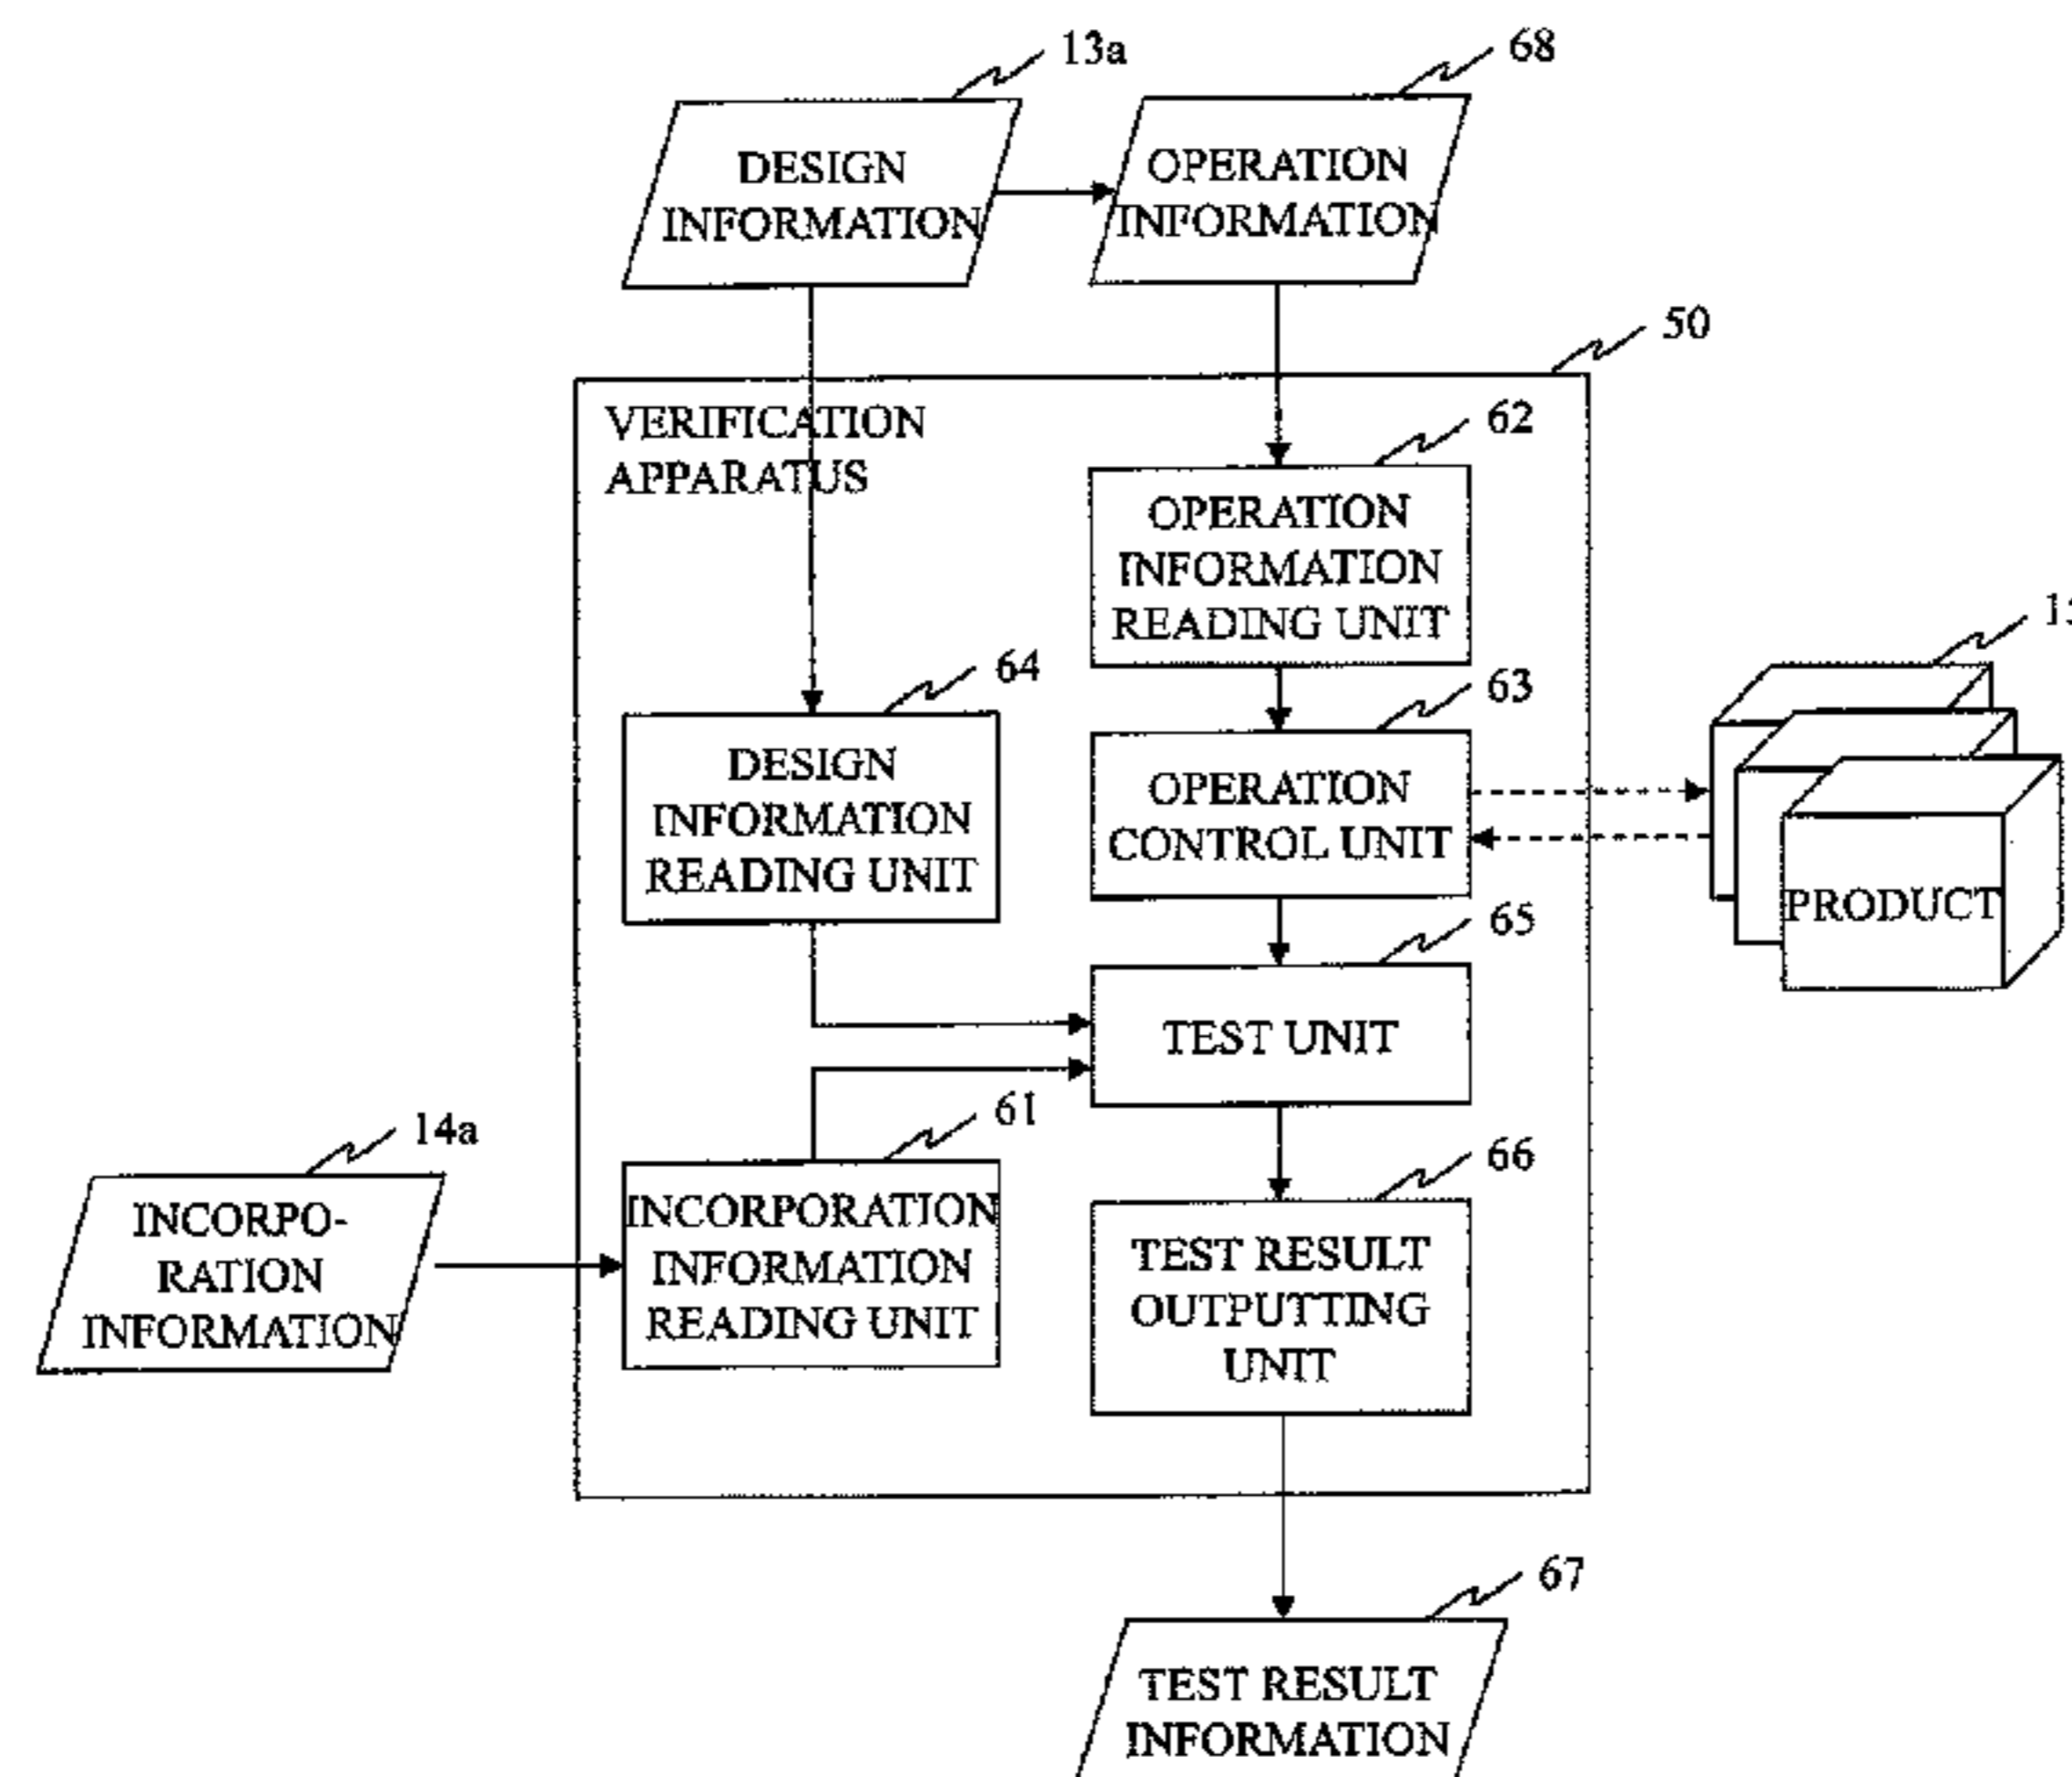 13a
68
DESIGN
INFORMATION
OPERATION
INFORMATION
50
VERIFICATION
APPARATUS
62
OPERATION
INFORMATION
READING UNIT
64
DESIGN
INFORMATION
READING UNIT
63
OPERATION
CONTROL UNIT
PRODUCT
65
TEST UNIT
14a
INCORPO-
RATION
INFORMATION
61
INCORPORATION
INFORMATION
READING UNIT
66
TEST RESULT
OUTPUTTING
UNIT
67
TEST RESULT
INFORMATION